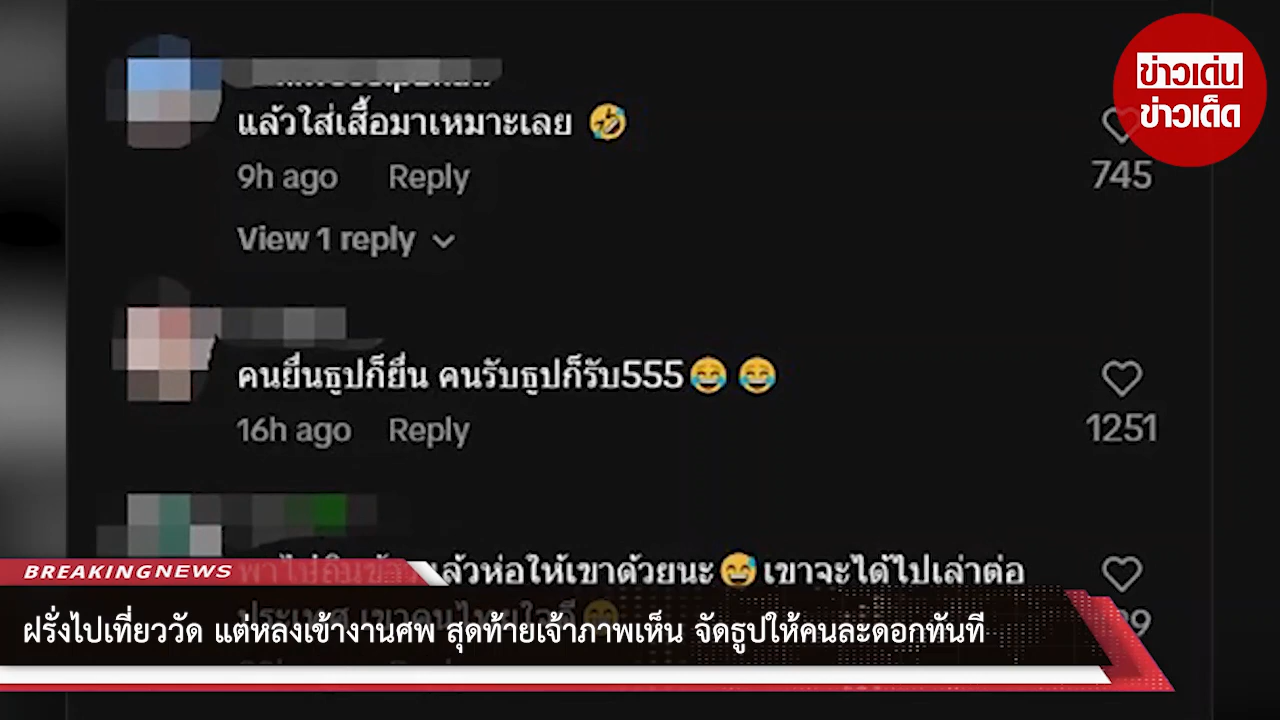 ข่าวเด่น
ข่าวเด็ด
แล้วใส่เสื้อมาเหมาะเลย 🤣
9h ago Reply
745
View 1 reply
คนยื่นธูปก็ยื่น คนรับธูปก็รับ555😂 😂
16h ago Reply
1251
แล้วห่อให้เขาด้วยนะ😅 เขาจะได้ไปเล่าต่อ
BREAKINGNEWS
ฝรั่งไปเที่ยววัด แต่หลงเข้างานศพ สุดท้ายเจ้าภาพเห็น จัดธูปให้คนละดอกทันที